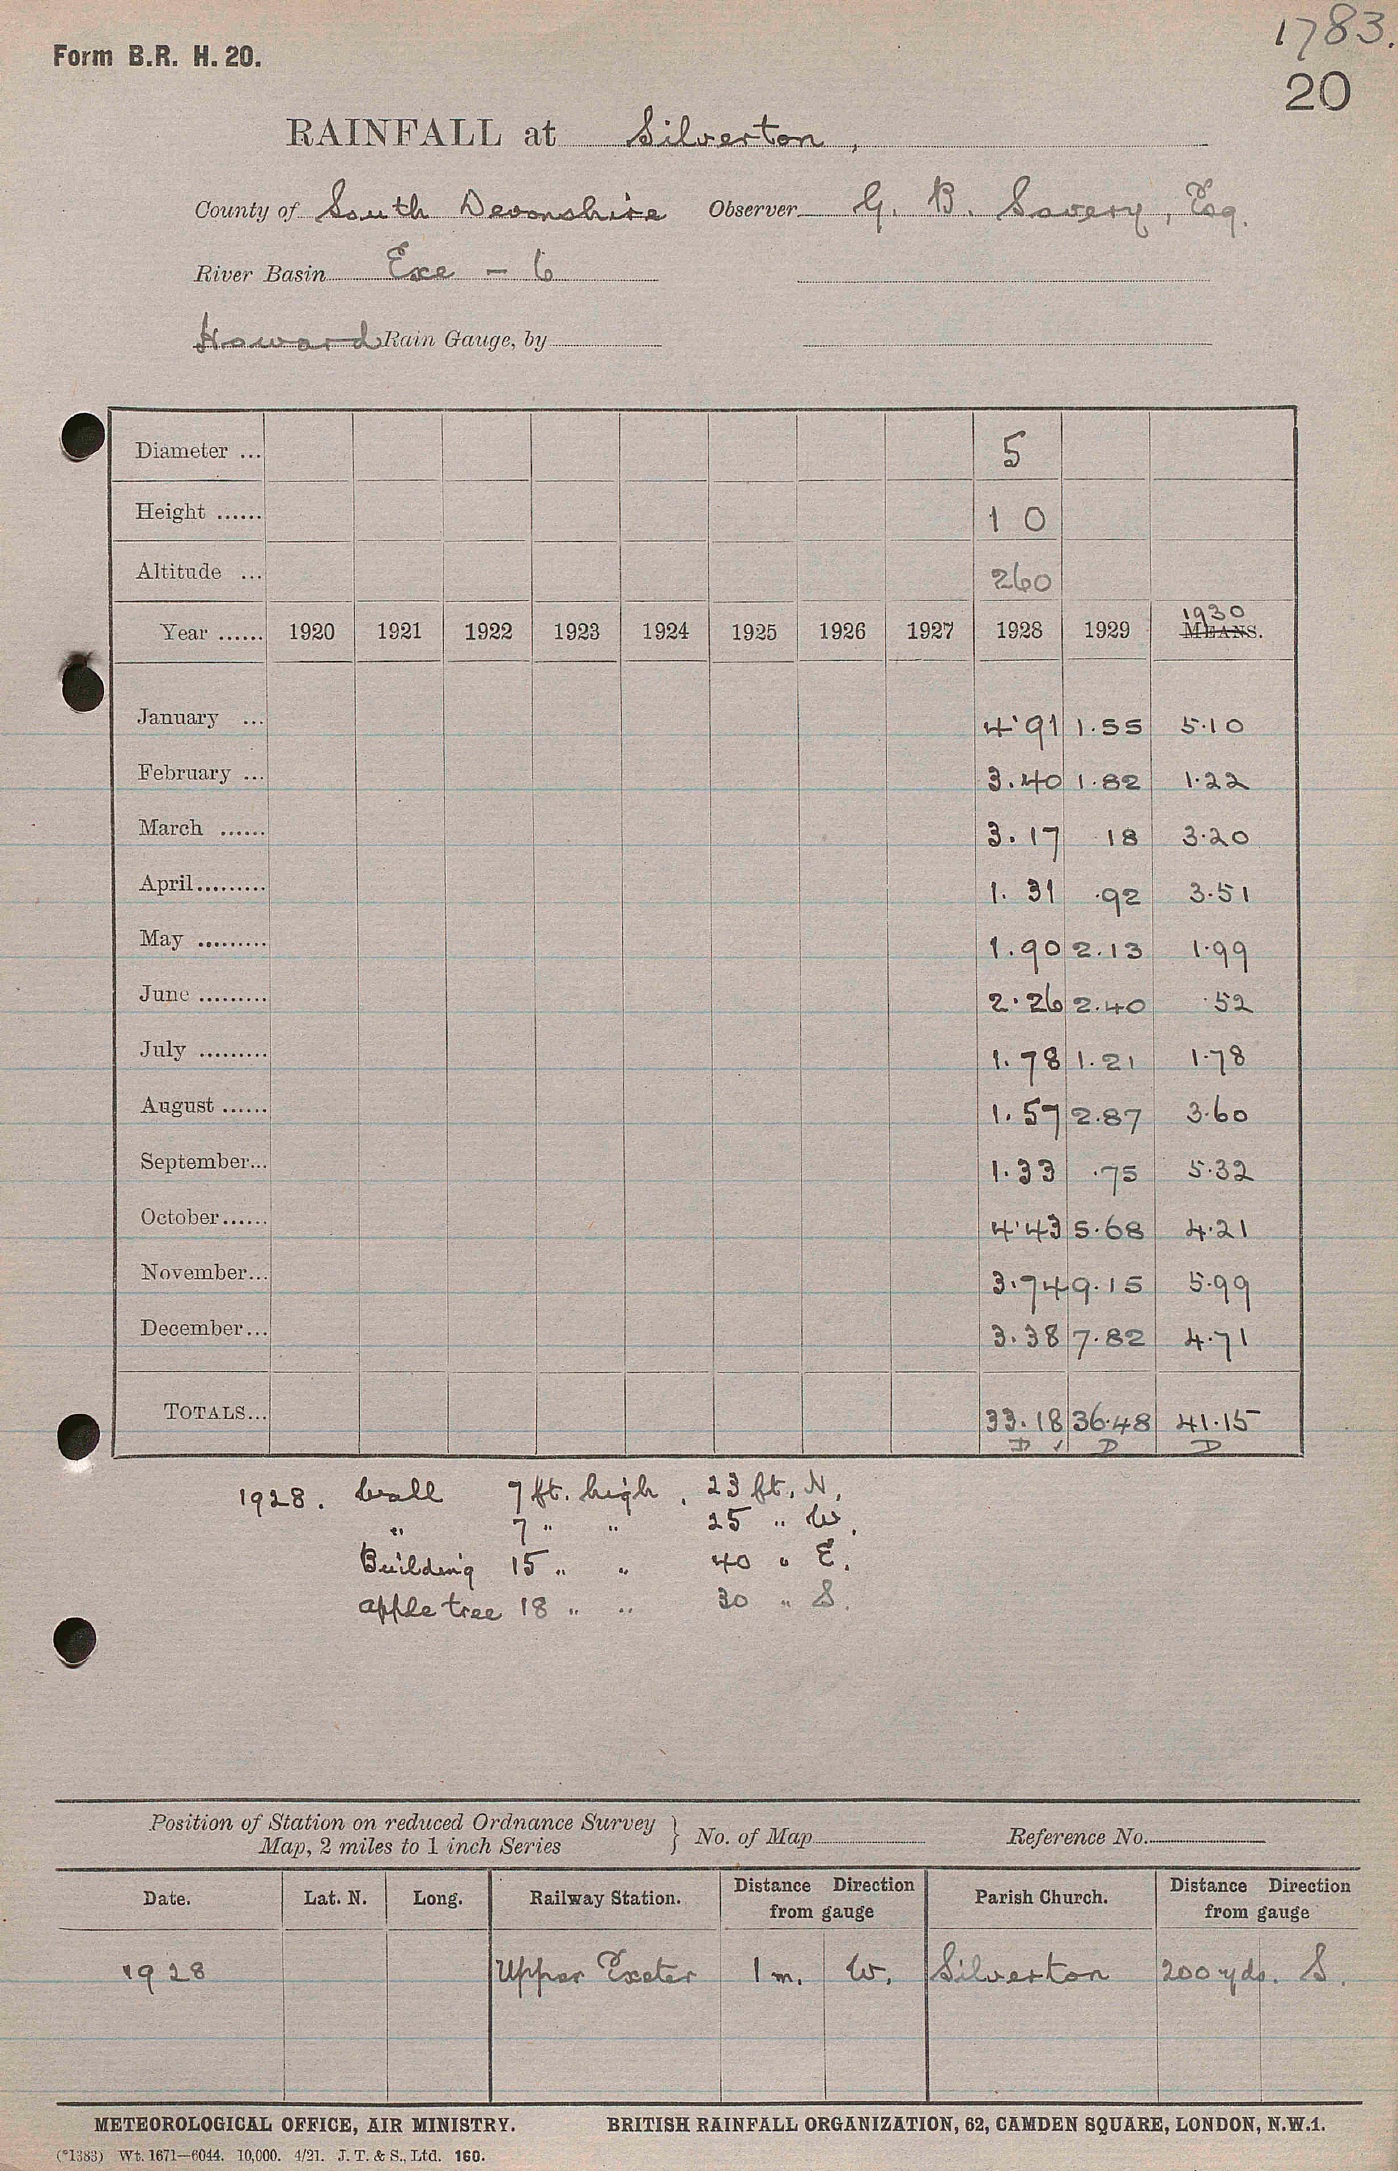 1783.
Form B.R. H. 20.
20
RAINFALL at Silverton,
County of South Devonshire Observer G. B. Savery, Esq.
River Basin Exe - 6
Howard Rain Gauge, by
Diameter ... 5
Height ...... 1 0
Altitude ... 260
Year ...... 1920 1921 1922 1923 1924 1925 1926 1927 1928 1929 1930 MEANS.
January ... 4·91 1.55 5·10
February ... 3.40 1.82 1·22
March ...... 3.17 18 3·20
April......... 1.31 ·92 3·51
May ......... 1.90 2.13 1·99
June ......... 2·26 2.40 ·52
July ......... 1.78 1.21 1·78
August ...... 1.57 2.87 3·60
September... 1.33 ·75 5·32
October...... 4·43 5·68 4·21
November... 3·74 9·15 5·99
December... 3.38 7·82 4·71
TOTALS... 33.18 36·48 41·15
D ✓ D D
1928. Wall 7 ft. high, 23 ft. N.
" 7 " " 25 " W.
Building 15 " " 40 " E.
apple tree 18 " " 30 " S.
Position of Station on reduced Ordnance Survey
Map, 2 miles to 1 inch Series } No. of Map Reference No.
Date. Lat. N. Long. Railway Station. Distance Direction from gauge Parish Church. Distance Direction from gauge
1928 Upper Exeter 1 m. W. Silverton 200 yds. S.
METEOROLOGICAL OFFICE, AIR MINISTRY. BRITISH RAINFALL ORGANIZATION, 62, CAMDEN SQUARE, LONDON, N.W.1.
(*1383) Wt. 1671—6044. 10,000. 4/21. J. T. & S., Ltd. 160.